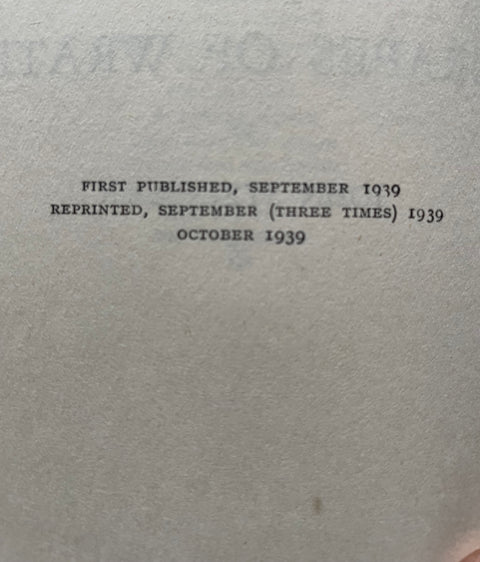 FIRST PUBLISHED, SEPTEMBER 1939
REPRINTED, SEPTEMBER (THREE TIMES) 1939
OCTOBER 1939